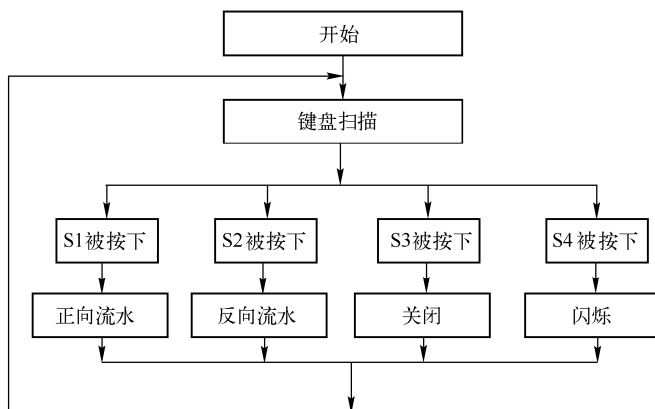 开始
键盘扫描
S1被按下
S2被按下
S3被按下
S4被按下
正向流水
反向流水
关闭
闪烁